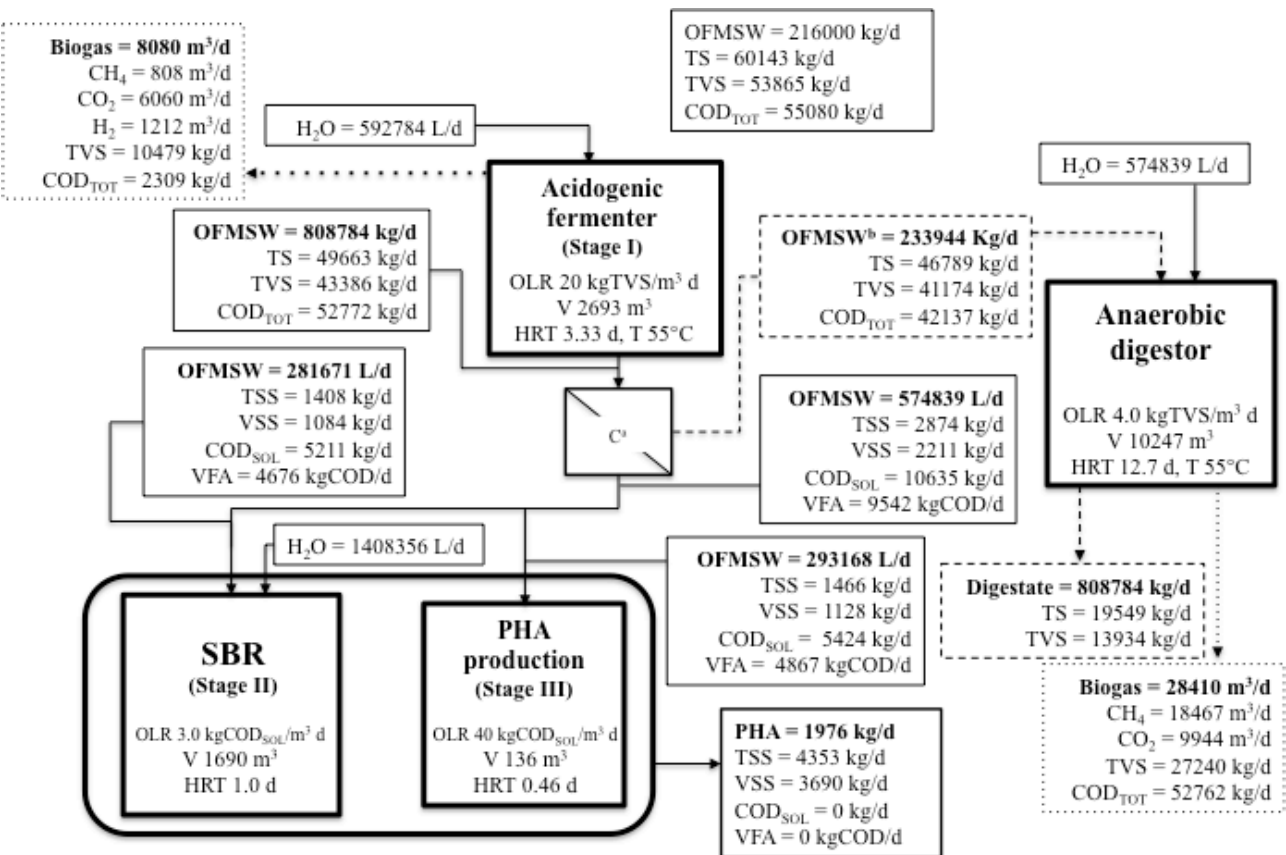 Biogas = 8080 m³/d
CH₄ = 808 m³/d
CO₂ = 6060 m³/d
H₂ = 1212 m³/d
TVS = 10479 kg/d
COD_TOT = 2309 kg/d
OFMSW = 216000 kg/d
TS = 60143 kg/d
TVS = 53865 kg/d
COD_TOT = 55080 kg/d
H₂O = 592784 L/d
H₂O = 574839 L/d
Acidogenic
fermenter
(Stage I)
OLR 20 kgTVS/m³ d
V 2693 m³
HRT 3.33 d, T 55°C
OFMSW = 808784 kg/d
TS = 49663 kg/d
TVS = 43386 kg/d
COD_TOT = 52772 kg/d
OFMSWᵇ = 233944 Kg/d
TS = 46789 kg/d
TVS = 41174 kg/d
COD_TOT = 42137 kg/d
Anaerobic
digestor
OLR 4.0 kgTVS/m³ d
V 10247 m³
HRT 12.7 d, T 55°C
OFMSW = 281671 L/d
TSS = 1408 kg/d
VSS = 1084 kg/d
COD_SOL = 5211 kg/d
VFA = 4676 kgCOD/d
Cᵃ
OFMSW = 574839 L/d
TSS = 2874 kg/d
VSS = 2211 kg/d
COD_SOL = 10635 kg/d
VFA = 9542 kgCOD/d
H₂O = 1408356 L/d
OFMSW = 293168 L/d
TSS = 1466 kg/d
VSS = 1128 kg/d
COD_SOL = 5424 kg/d
VFA = 4867 kgCOD/d
Digestate = 808784 kg/d
TS = 19549 kg/d
TVS = 13934 kg/d
SBR
(Stage II)
OLR 3.0 kgCOD_SOL/m³ d
V 1690 m³
HRT 1.0 d
PHA
production
(Stage III)
OLR 40 kgCOD_SOL/m³ d
V 136 m³
HRT 0.46 d
PHA = 1976 kg/d
TSS = 4353 kg/d
VSS = 3690 kg/d
COD_SOL = 0 kg/d
VFA = 0 kgCOD/d
Biogas = 28410 m³/d
CH₄ = 18467 m³/d
CO₂ = 9944 m³/d
TVS = 27240 kg/d
COD_TOT = 52762 kg/d